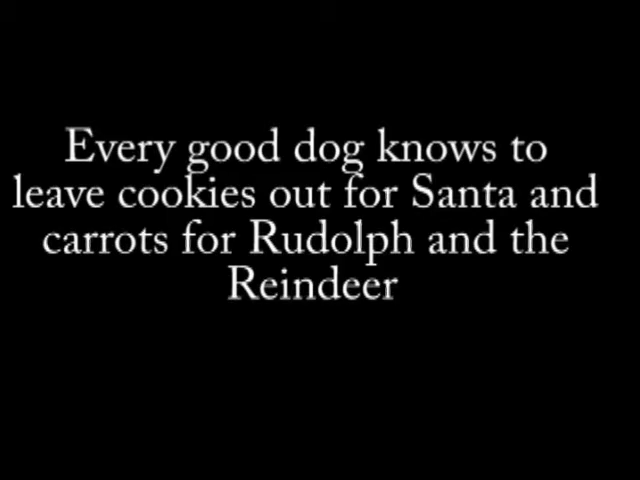 Every good dog knows to
leave cookies out for Santa and
carrots for Rudolph and the
Reindeer